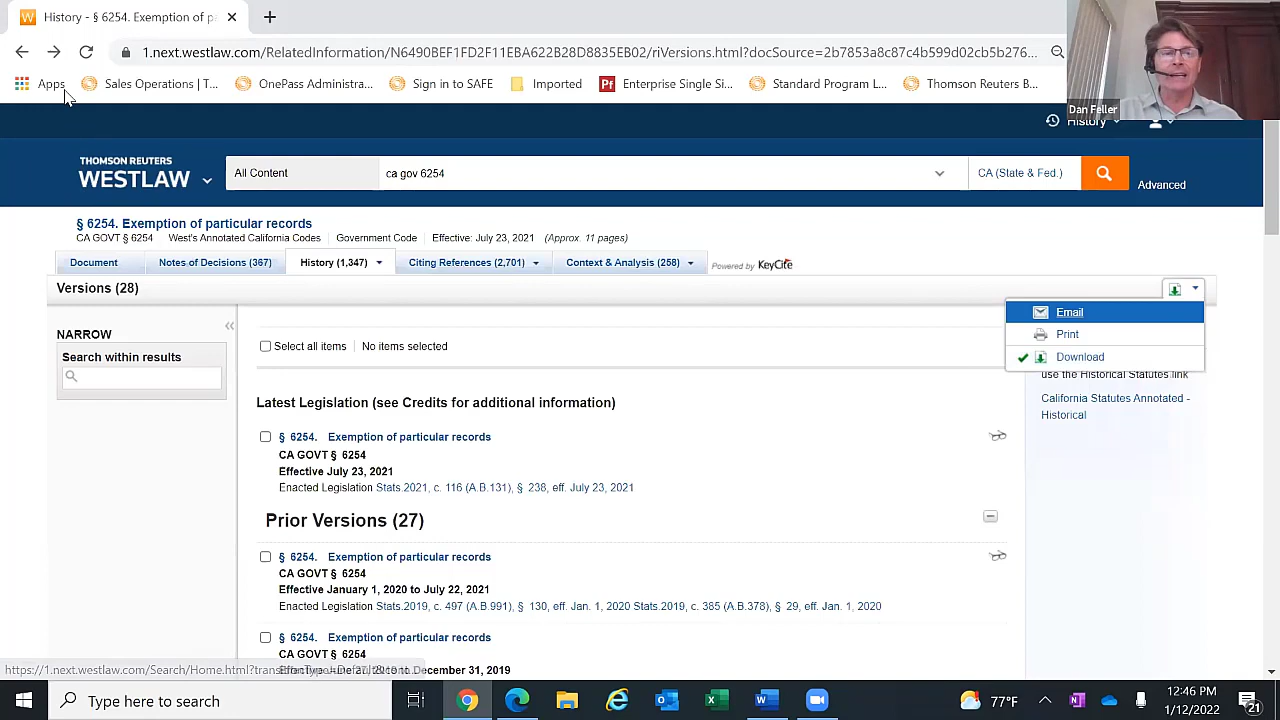 History - § 6254. Exemption of pa
1.next.westlaw.com/RelatedInformation/N6490BEE1FD2F11EBA622B28D8835EB02/riVersions.html?docSource=2b7853a8c87c4b599d02cb5b276...
Apps
Sales Operations | T...
OnePass Administra...
Sign in to SAGE
Imported
Pf
Enterprise Single Si...
Standard Program L...
Thomson Reuters B...
Dan Feller
History
THOMSON REUTERS
WESTLAW
All Content
ca gov 6254
CA (State & Fed.)
Advanced
§ 6254. Exemption of particular records
CA GOVT § 6254 West's Annotated California Codes Government Code Effective: July 23, 2021 (Approx. 11 pages)
Document
Notes of Decisions (367)
History (1,347)
Citing References (2,701)
Context & Analysis (258)
Powered by KeyCite
Versions (28)
Email
Print
Download
NARROW
Search within results
Select all items
No items selected
use the Historical Statutes link
California Statutes Annotated -
Historical
Latest Legislation (see Credits for additional information)
§ 6254. Exemption of particular records
CA GOVT § 6254
Effective July 23, 2021
Enacted Legislation Stats.2021, c. 116 (A.B.131), § 238, eff. July 23, 2021
Prior Versions (27)
§ 6254. Exemption of particular records
CA GOVT § 6254
Effective January 1, 2020 to July 22, 2021
Enacted Legislation Stats.2019, c. 497 (A.B.991), § 130, eff. Jan. 1, 2020 Stats.2019, c. 385 (A.B.378), § 29, eff. Jan. 1, 2020
§ 6254. Exemption of particular records
CA GOVT § 6254
to December 31, 2019
https://1.next.westlaw.com/Search/Home.html?
Type here to search
77°F
12:46 PM
1/12/2022
21